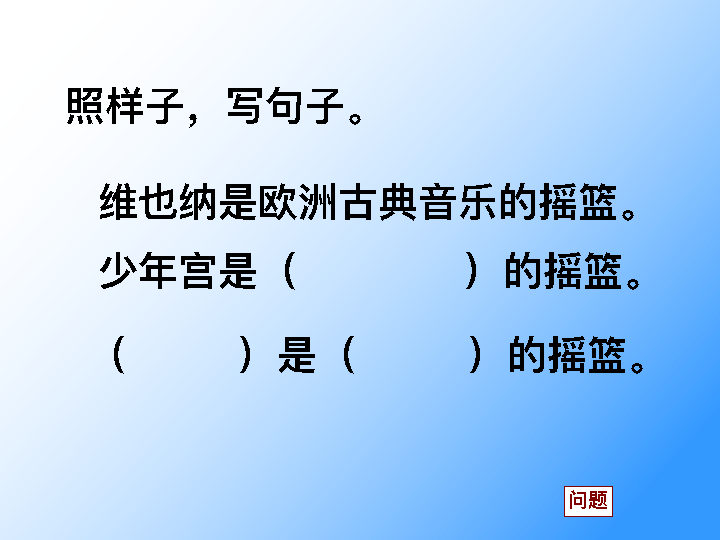 照样子，写句子。
维也纳是欧洲古典音乐的摇篮。
少年宫是（　　　　）的摇篮。
（　　　）是（　　　）的摇篮。
问题